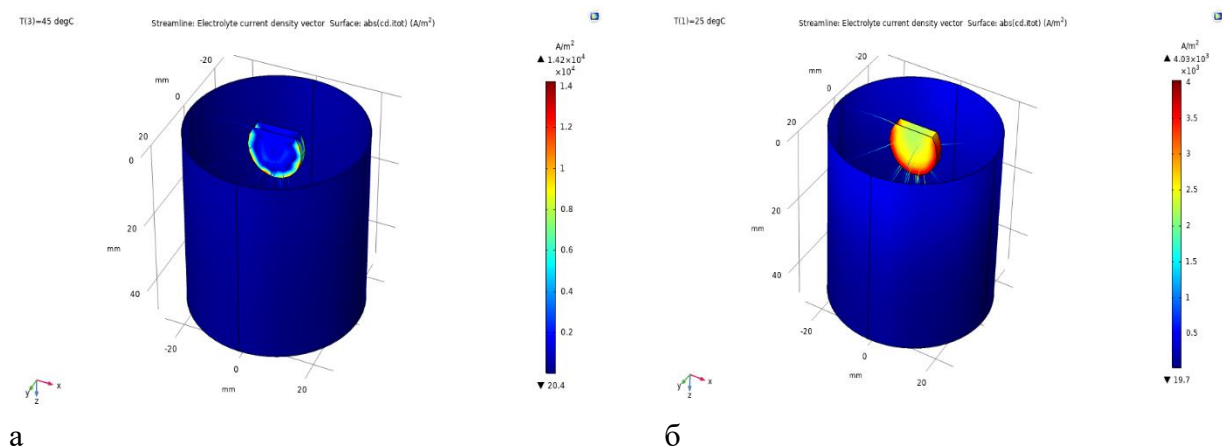 T(3)=45 degC
Streamline: Electrolyte current density vector Surface: abs(cd.itot) (A/m²)
A/m²
▲ 1.42×10⁴
×10⁴
1.4
1.2
1
0.8
0.6
0.4
0.2
▼ 20.4
-20
mm
0
20
0
20
mm
40
-20
0
mm
20
y z x
а
T(1)=25 degC
Streamline: Electrolyte current density vector Surface: abs(cd.itot) (A/m²)
A/m²
▲ 4.03×10³
×10³
4
3.5
3
2.5
2
1.5
1
0.5
▼ 19.7
-20
mm
0
20
0
20
mm
40
-20
0
mm
20
y z x
б